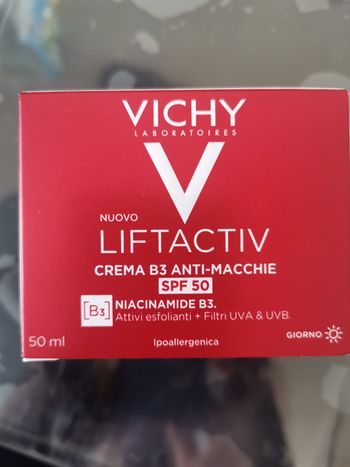 VICHY
LABORATOIRES
NUOVO
LIFTACTIV
CREMA B3 ANTI-MACCHIE
SPF 50
[B3] NIACINAMIDE B3.
Attivi esfolianti + Filtri UVA & UVB.
50 ml
Ipoallergenica
GIORNO